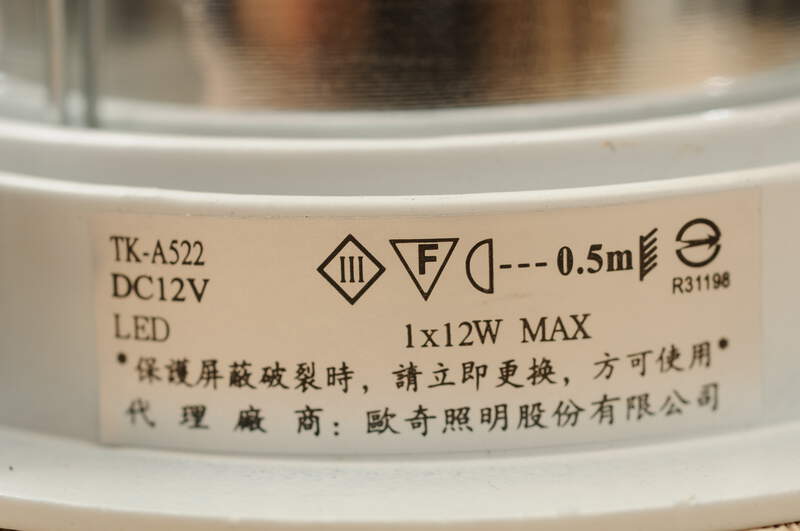 TK-A522 III F 0.5m
DC12V R31198
LED 1x12W MAX
*保護屏蔽破裂時，請立即更換，方可使用*
代理廠商：歐奇照明股份有限公司